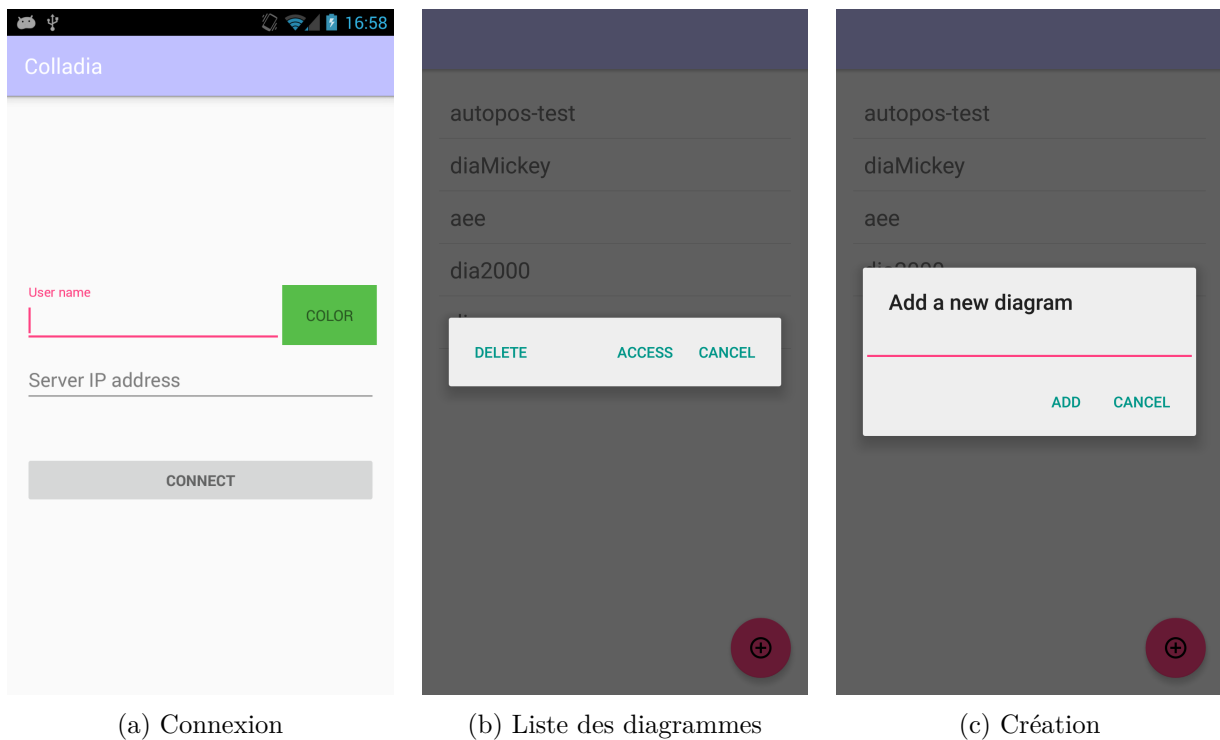 16:58
Colladia
User name
COLOR
Server IP address
CONNECT
(a) Connexion
autopos-test
diaMickey
aee
dia2000
DELETE ACCESS CANCEL
(b) Liste des diagrammes
autopos-test
diaMickey
aee
dia2000
Add a new diagram
ADD CANCEL
(c) Création